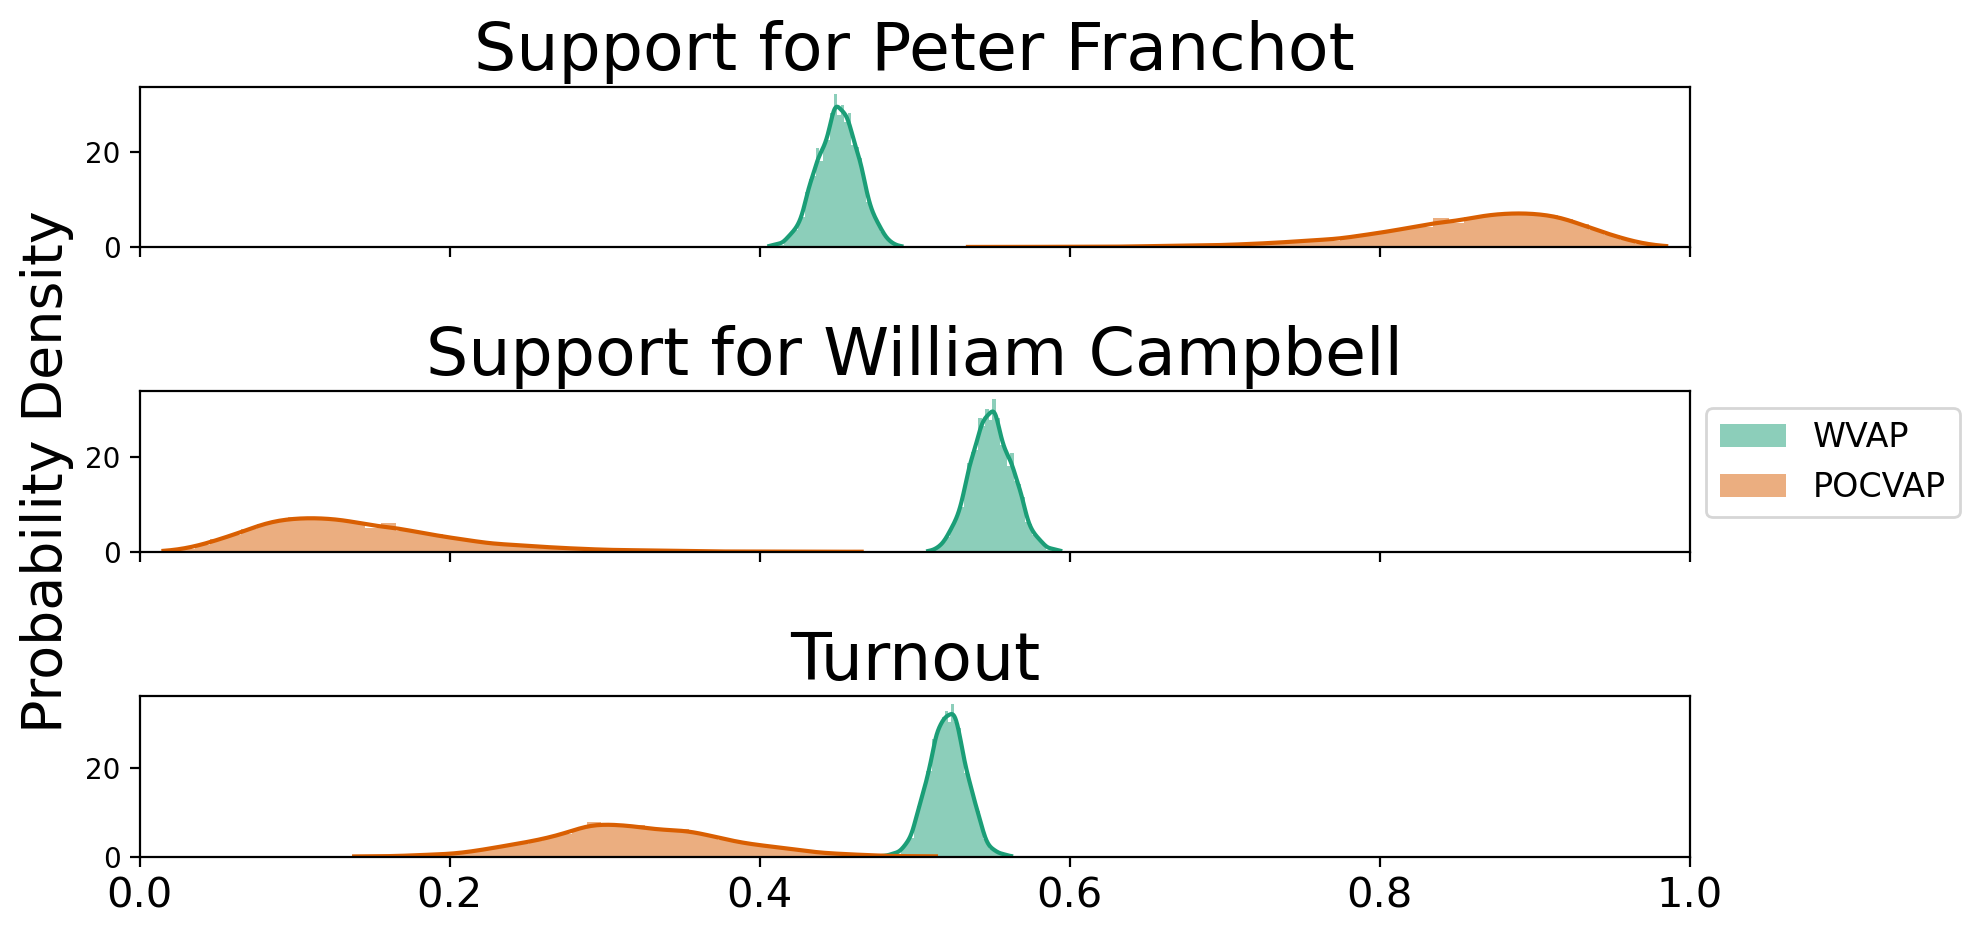 Support for Peter Franchot
20
0
Support for William Campbell
20
0
Probability Density
WVAP
POCVAP
Turnout
20
0
0.0 0.2 0.4 0.6 0.8 1.0